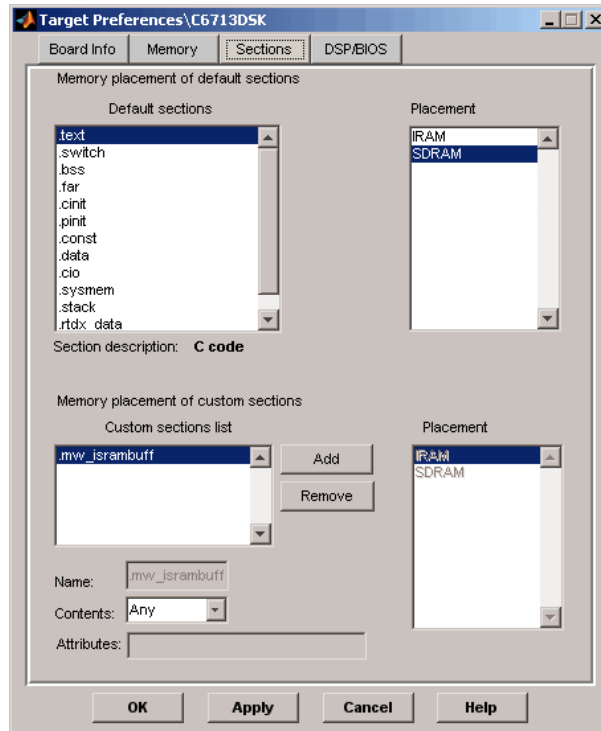 Target Preferences\C6713DSK
Board Info Memory Sections DSP/BIOS
Memory placement of default sections
Default sections Placement
.text IRAM
.switch SDRAM
.bss
.far
.cinit
.pinit
.const
.data
.cio
.sysmem
.stack
.rtdx_data
Section description: C code
Memory placement of custom sections
Custom sections list Placement
.mw_isrambuff Add IRAM
SDRAM
Remove
Name: .mw_isrambuff
Contents: Any
Attributes:
OK Apply Cancel Help